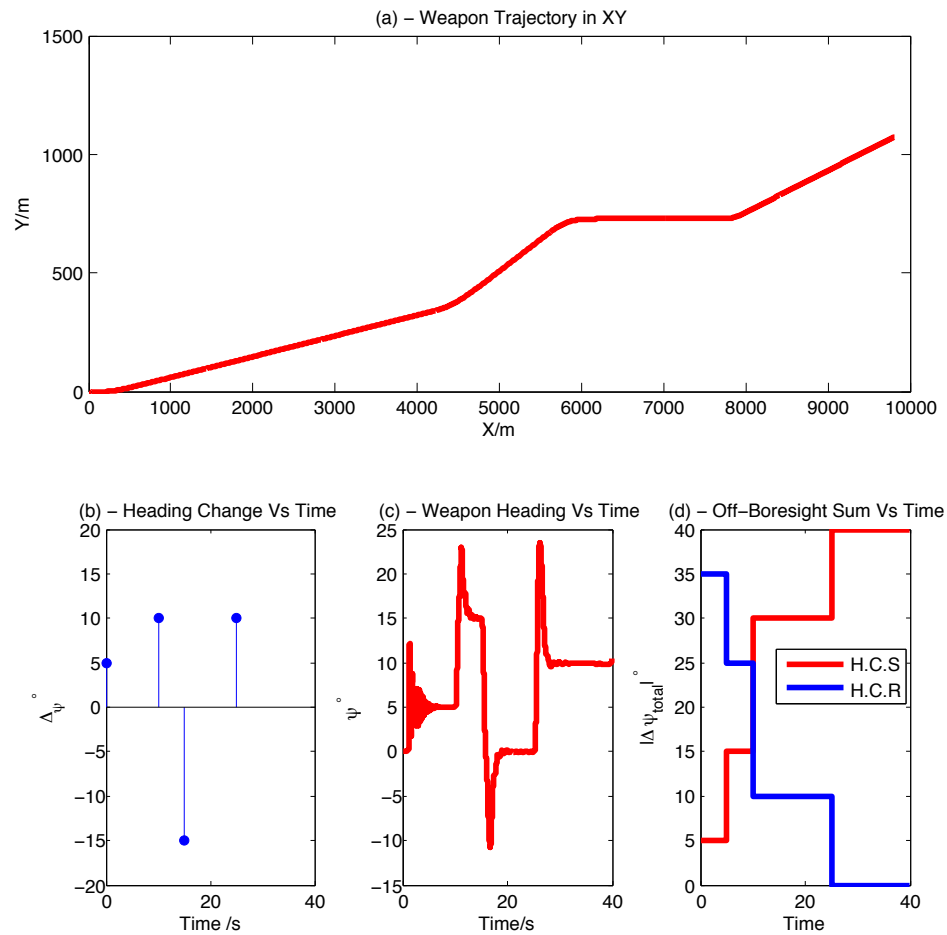 (a) − Weapon Trajectory in XY
1500
1000
500
0
Y/m
0 1000 2000 3000 4000 5000 6000 7000 8000 9000 10000
X/m
(b) − Heading Change Vs Time
20
15
10
5
0
−5
−10
−15
−20
Δψ°
0 20 40
Time /s
(c) − Weapon Heading Vs Time
25
20
15
10
5
0
−5
−10
−15
ψ°
0 20 40
Time/s
(d) − Off−Boresight Sum Vs Time
40
35
30
25
20
15
10
5
0
|Δψtotal|°
H.C.S
H.C.R
0 20 40
Time